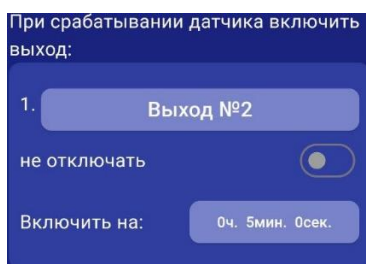 При срабатывании датчика включить
выход:
1. Выход №2
не отключать
Включить на: 0ч. 5мин. 0сек.